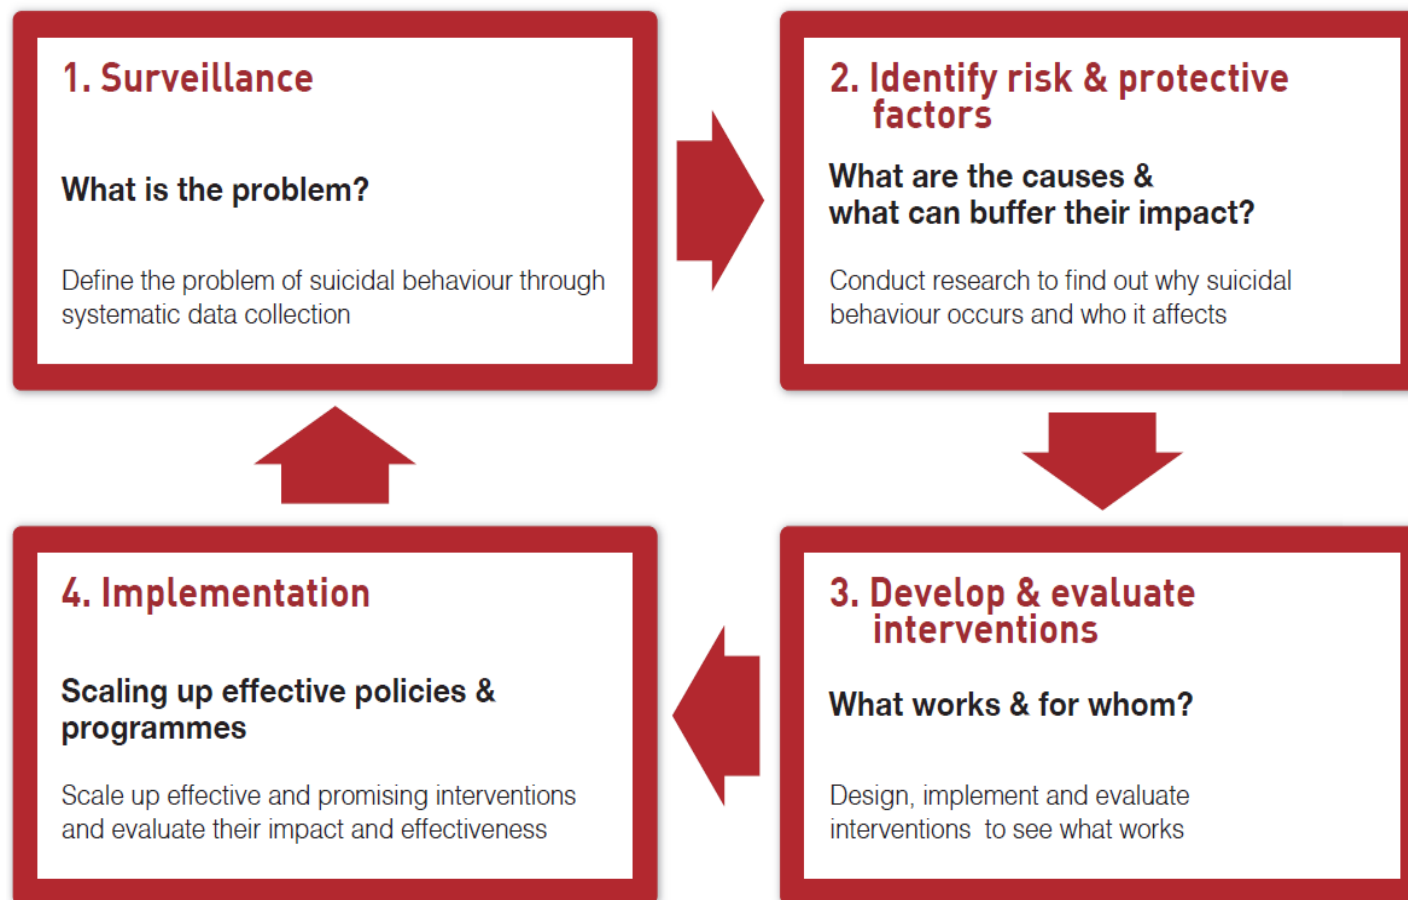 1. Surveillance
What is the problem?
Define the problem of suicidal behaviour through
systematic data collection
2. Identify risk & protective
factors
What are the causes &
what can buffer their impact?
Conduct research to find out why suicidal
behaviour occurs and who it affects
3. Develop & evaluate
interventions
What works & for whom?
Design, implement and evaluate
interventions to see what works
4. Implementation
Scaling up effective policies &
programmes
Scale up effective and promising interventions
and evaluate their impact and effectiveness